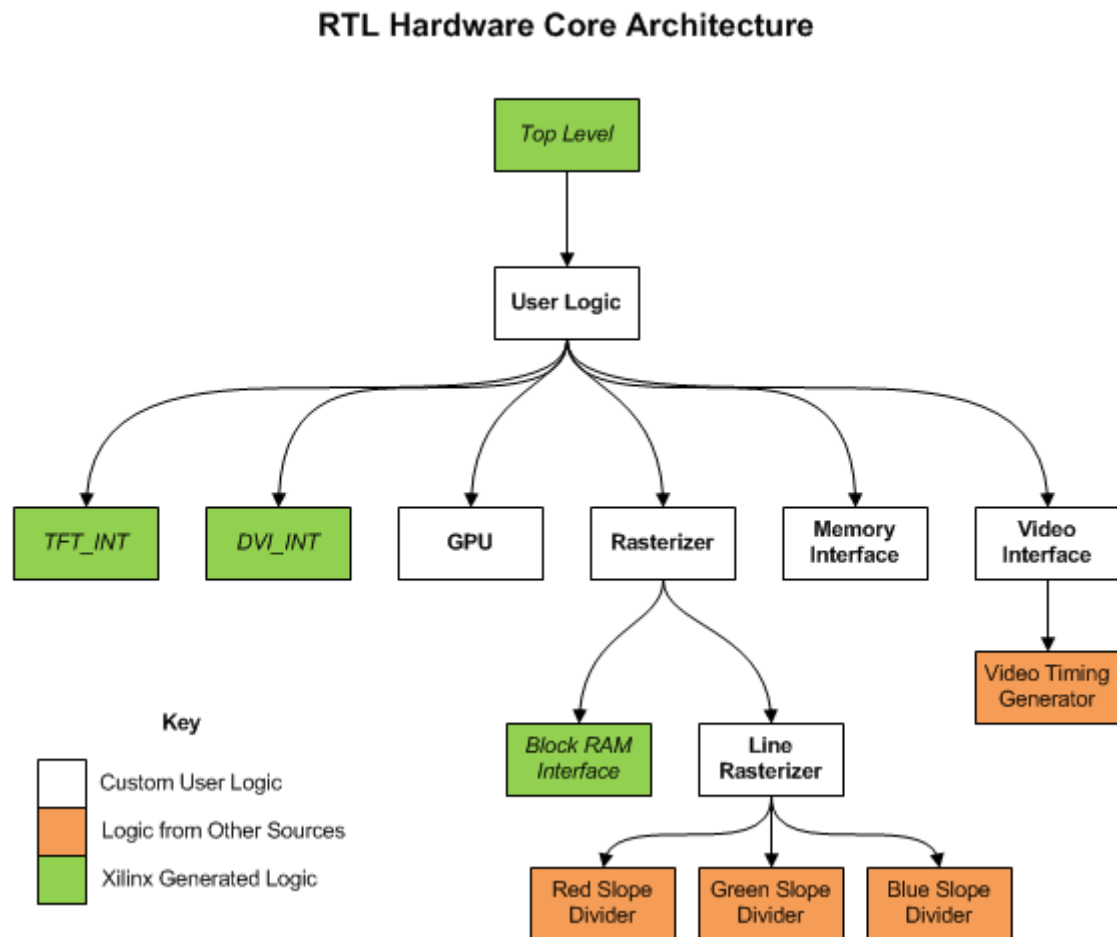 RTL Hardware Core Architecture
Top Level
User Logic
TFT_INT
DVI_INT
GPU
Rasterizer
Memory
Interface
Video
Interface
Video Timing
Generator
Block RAM
Interface
Line
Rasterizer
Key
Custom User Logic
Logic from Other Sources
Xilinx Generated Logic
Red Slope
Divider
Green Slope
Divider
Blue Slope
Divider